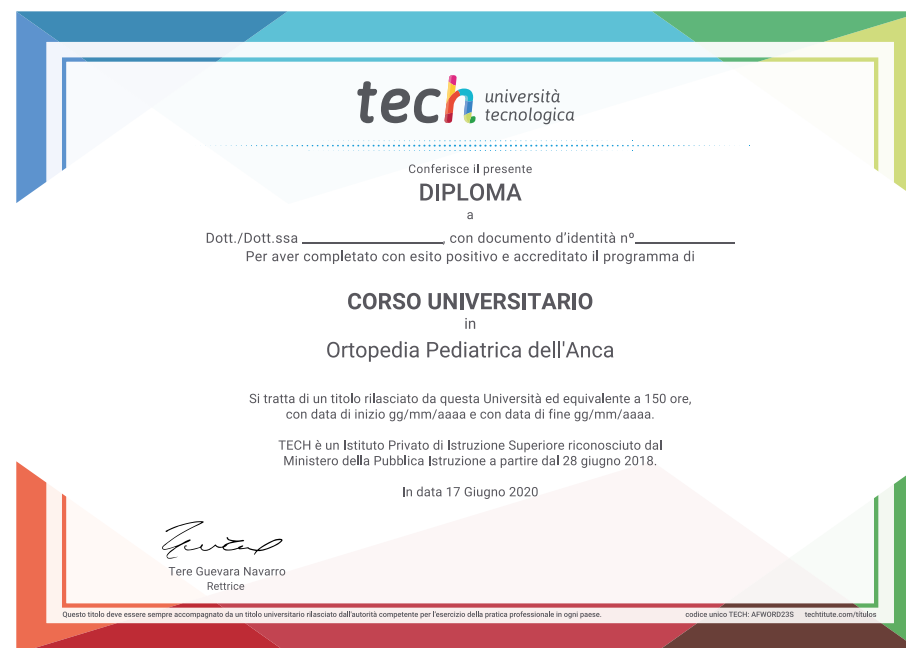 tech università
tecnologica
Conferisce il presente
DIPLOMA
a
Dott./Dott.ssa ________________, con documento d'identità nº____________
Per aver completato con esito positivo e accreditato il programma di
CORSO UNIVERSITARIO
in
Ortopedia Pediatrica dell'Anca
Si tratta di un titolo rilasciato da questa Università ed equivalente a 150 ore,
con data di inizio gg/mm/aaaa e con data di fine gg/mm/aaaa.
TECH è un Istituto Privato di Istruzione Superiore riconosciuto dal
Ministero della Pubblica Istruzione a partire dal 28 giugno 2018.
In data 17 Giugno 2020
Tere Guevara Navarro
Rettrice
Questo titolo deve essere sempre accompagnato da un titolo universitario rilasciato dall'autorità competente per l'esercizio della pratica professionale in ogni paese. codice unico TECH: AFWORD23S techtitute.com/titulos